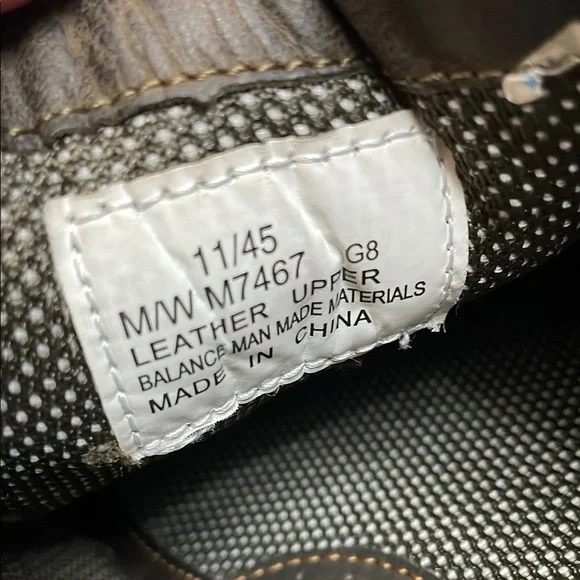 11/45
M/W M7467 G8
LEATHER UPPER
BALANCE MAN MADE MATERIALS
MADE IN CHINA